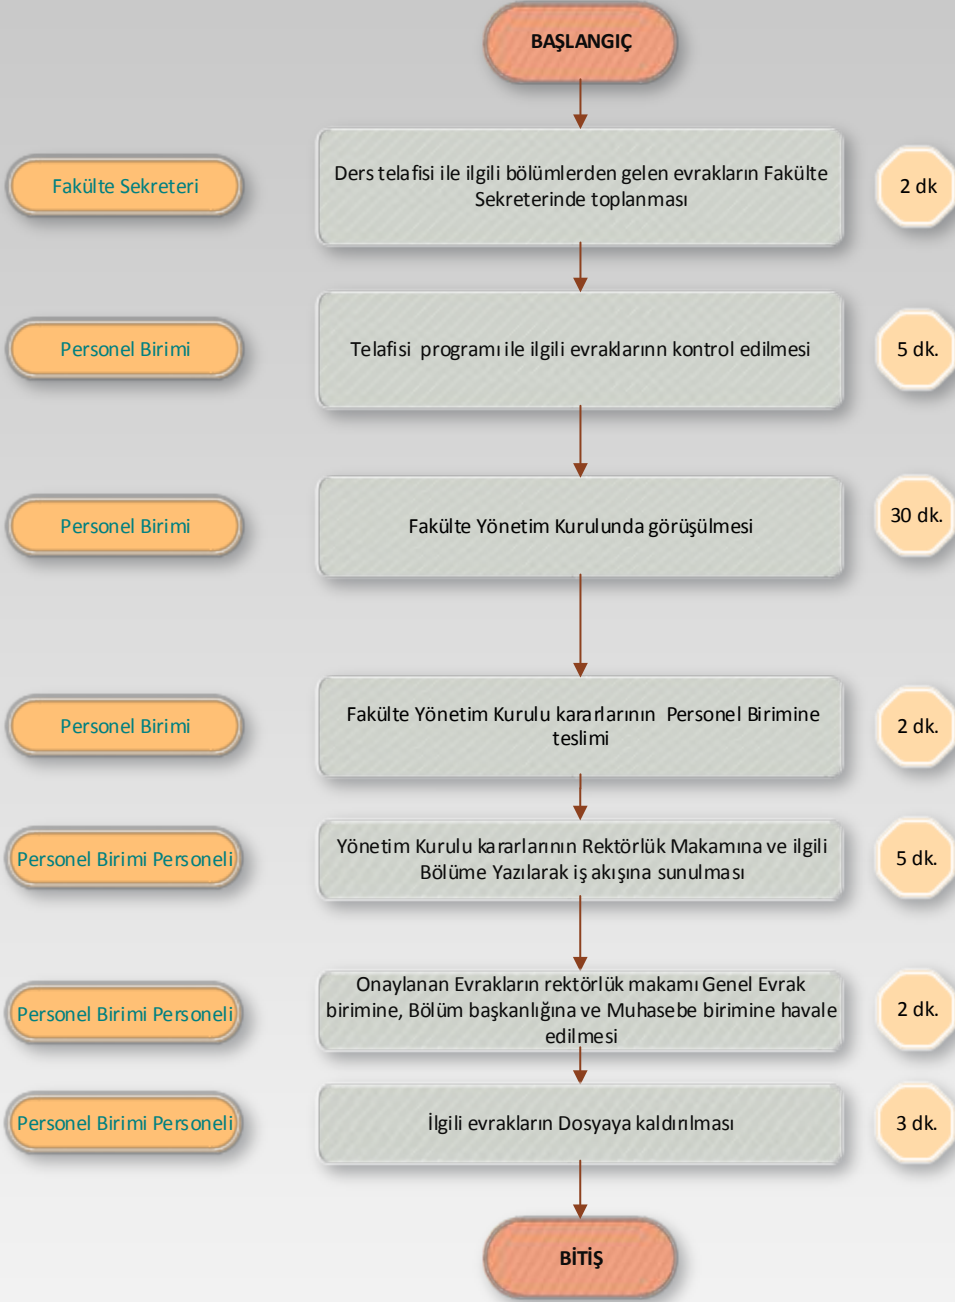 BAŞLANGIÇ
Fakülte Sekreteri
Ders telafisi ile ilgili bölümlerden gelen evrakların Fakülte
Sekreterinde toplanması
2 dk
Personel Birimi
Telafisi programı ile ilgili evraklarınn kontrol edilmesi
5 dk.
Personel Birimi
Fakülte Yönetim Kurulunda görüşülmesi
30 dk.
Personel Birimi
Fakülte Yönetim Kurulu kararlarının Personel Birimine
teslimi
2 dk.
Personel Birimi Personeli
Yönetim Kurulu kararlarının Rektörlük Makamına ve ilgili
Bölüme Yazılarak iş akışına sunulması
5 dk.
Personel Birimi Personeli
Onaylanan Evrakların rektörlük makamı Genel Evrak
birimine, Bölüm başkanlığına ve Muhasebe birimine havale
edilmesi
2 dk.
Personel Birimi Personeli
İlgili evrakların Dosyaya kaldırılması
3 dk.
BİTİŞ